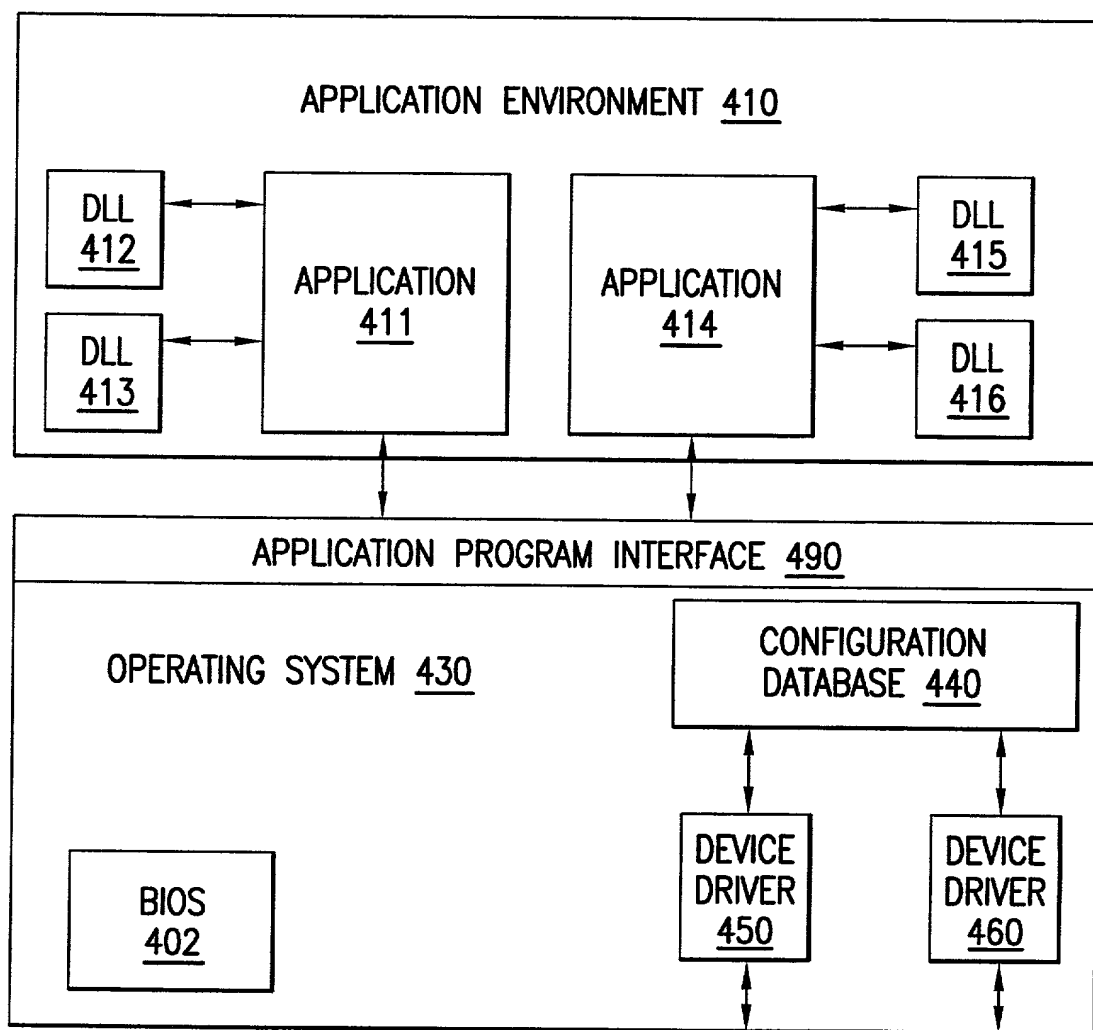 APPLICATION ENVIRONMENT 410
DLL
412
DLL
413
APPLICATION
411
APPLICATION
414
DLL
415
DLL
416
APPLICATION PROGRAM INTERFACE 490
OPERATING SYSTEM 430
CONFIGURATION
DATABASE 440
BIOS
402
DEVICE
DRIVER
450
DEVICE
DRIVER
460